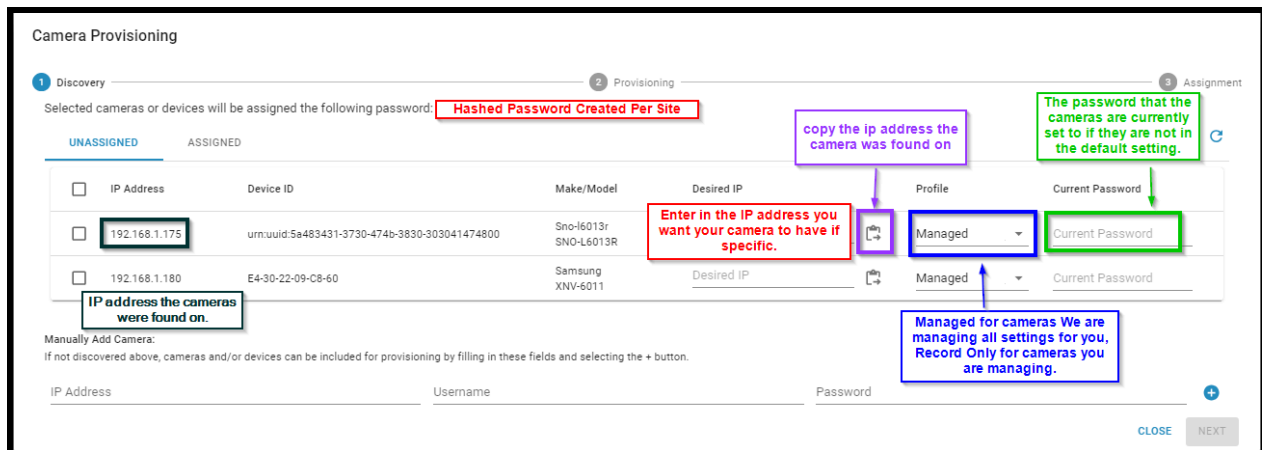 Camera Provisioning
1 Discovery 2 Provisioning 3 Assignment
Selected cameras or devices will be assigned the following password: Hashed Password Created Per Site
The password that the
cameras are currently
set to if they are not in
the default setting.
copy the ip address the
camera was found on
UNASSIGNED ASSIGNED
IP Address Device ID Make/Model Desired IP Profile Current Password
192.168.1.175 urn:uuid:5a483431-3730-474b-3830-303041474800 Sno-l6013r
SNO-L6013R Managed Current Password
Enter in the IP address you
want your camera to have if
specific.
192.168.1.180 E4-30-22-09-C8-60 Samsung
XNV-6011 Desired IP Managed Current Password
IP address the cameras
were found on.
Managed for cameras We are
managing all settings for you,
Record Only for cameras you
are managing.
Manually Add Camera:
If not discovered above, cameras and/or devices can be included for provisioning by filling in these fields and selecting the + button.
IP Address Username Password
CLOSE NEXT